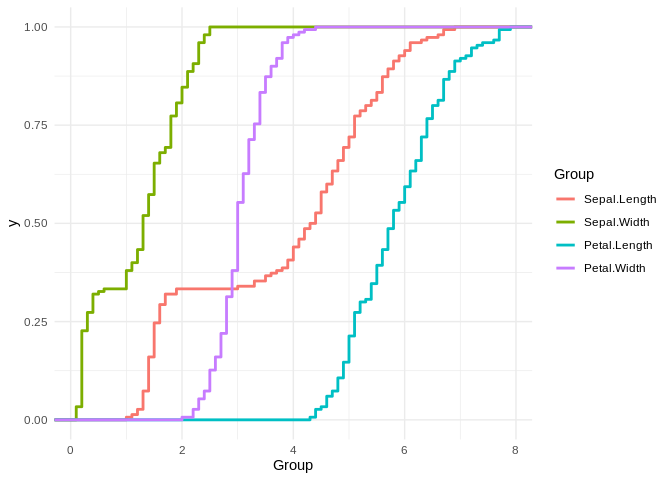 1.00
0.75
0.50
0.25
0.00
y
0 2 4 6 8
Group
Group
Sepal.Length
Sepal.Width
Petal.Length
Petal.Width